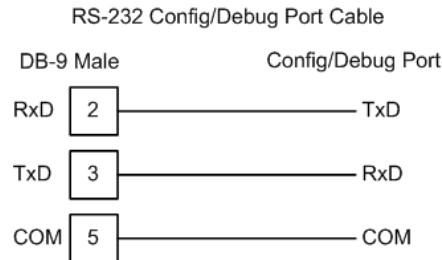 RS-232 Config/Debug Port Cable
DB-9 Male Config/Debug Port
RxD 2 TxD
TxD 3 RxD
COM 5 COM